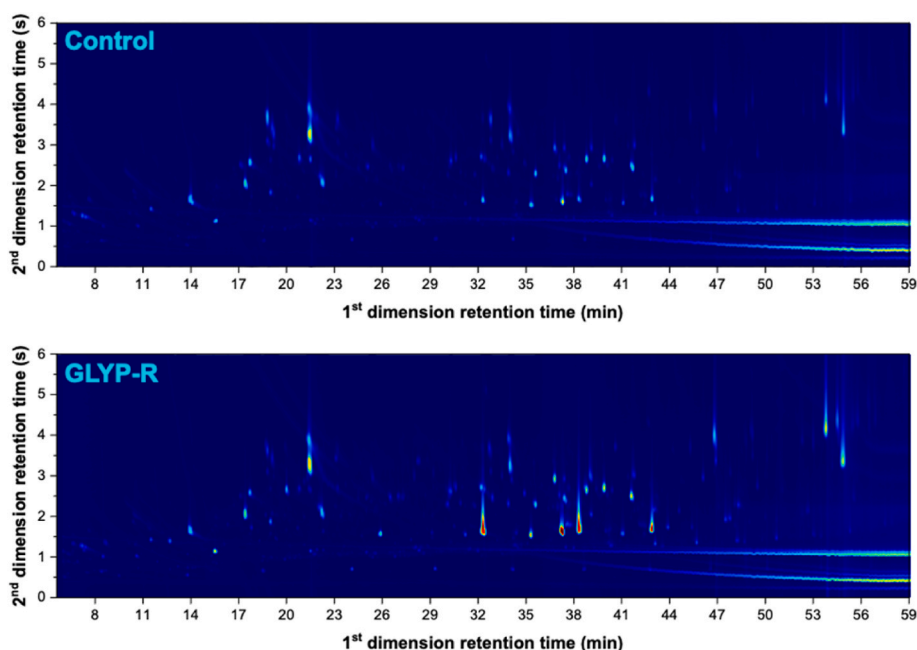 Control
2nd dimension retention time (s)
6
5
4
3
2
1
0
8 11 14 17 20 23 26 29 32 35 38 41 44 47 50 53 56 59
1st dimension retention time (min)
GLYP-R
2nd dimension retention time (s)
6
5
4
3
2
1
0
8 11 14 17 20 23 26 29 32 35 38 41 44 47 50 53 56 59
1st dimension retention time (min)